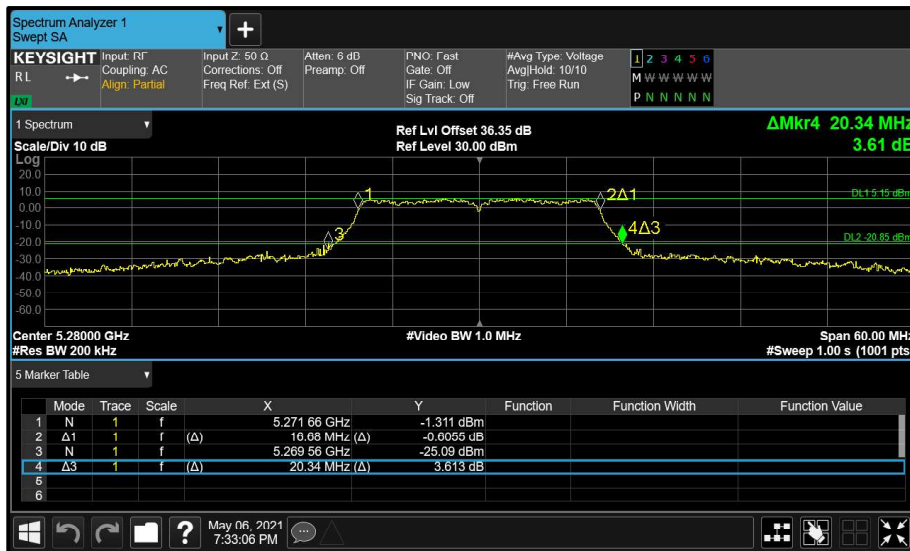 Spectrum Analyzer 1
Swept SA
+
KEYSIGHT
RL
LXI
Input: RF
Coupling: AC
Align: Partial
Input Z: 50 Ω
Corrections: Off
Freq Ref: Ext (S)
Atten: 6 dB
Preamp: Off
PNO: Fast
Gate: Off
IF Gain: Low
Sig Track: Off
#Avg Type: Voltage
Avg|Hold: 10/10
Trig: Free Run
1 2 3 4 5 6
M W W W W W
P N N N N N
1 Spectrum
Scale/Div 10 dB
Ref Lvl Offset 36.35 dB
Ref Level 30.00 dBm
ΔMkr4 20.34 MHz
3.61 dB
Log
20.0
10.0
0.00
-10.0
-20.0
-30.0
-40.0
-50.0
-60.0
1
2Δ1
3
4Δ3
DL1 5.15 dBm
DL2 -20.85 dBm
Center 5.28000 GHz
#Res BW 200 kHz
#Video BW 1.0 MHz
Span 60.00 MHz
#Sweep 1.00 s (1001 pts
5 Marker Table
Mode Trace Scale X Y Function Function Width Function Value
1 N 1 f 5.271 66 GHz -1.311 dBm
2 Δ1 1 f (Δ) 16.68 MHz (Δ) -0.6055 dB
3 N 1 f 5.269 56 GHz -25.09 dBm
4 Δ3 1 f (Δ) 20.34 MHz (Δ) 3.613 dB
5
6
?
May 06, 2021
7:33:06 PM